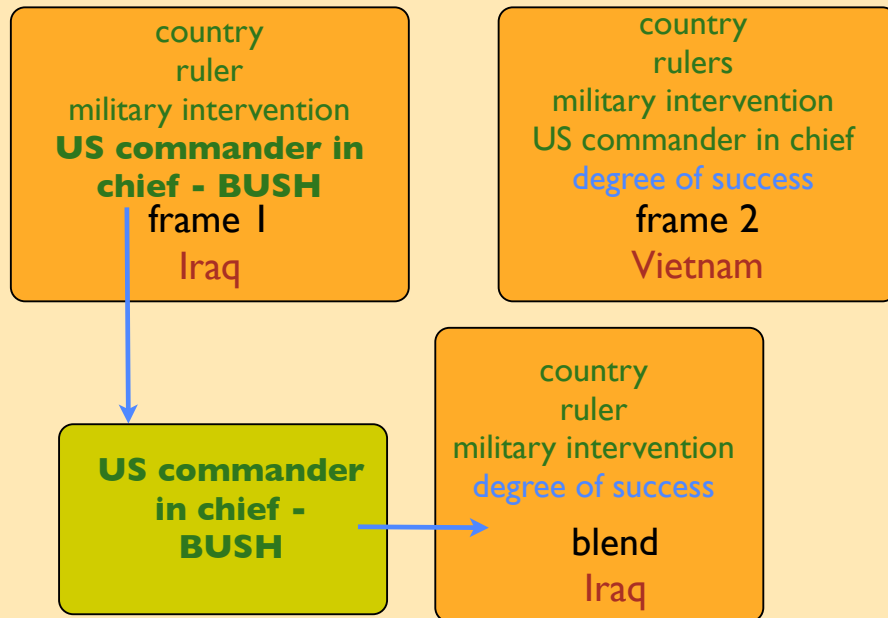 country
ruler
military intervention
US commander in
chief - BUSH
frame 1
Iraq
country
rulers
military intervention
US commander in chief
degree of success
frame 2
Vietnam
US commander
in chief -
BUSH
country
ruler
military intervention
degree of success
blend
Iraq